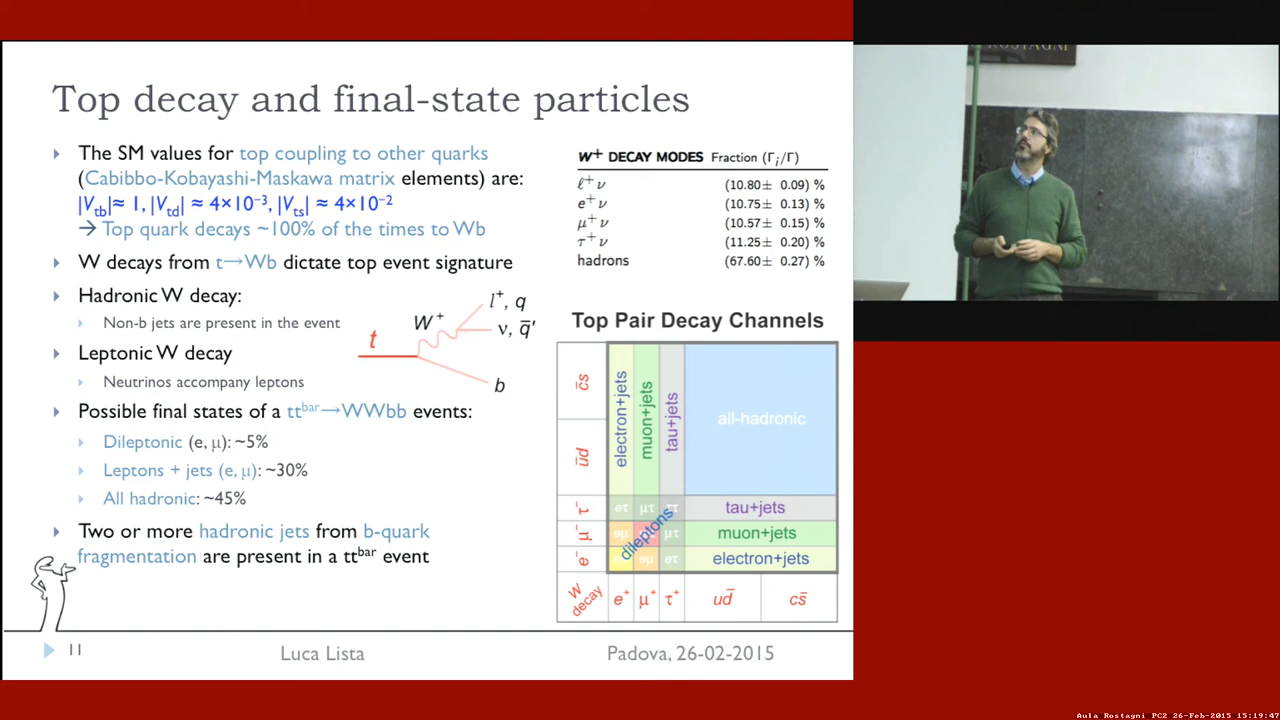 ROSTAGNI
Top decay and final-state particles
The SM values for top coupling to other quarks
(Cabibbo-Kobayashi-Maskawa matrix elements) are:
|Vtb|≈ 1, |Vtd| ≈ 4×10⁻³, |Vts| ≈ 4×10⁻²
→ Top quark decays ~100% of the times to Wb
W decays from t→Wb dictate top event signature
Hadronic W decay:
Non-b jets are present in the event
Leptonic W decay
Neutrinos accompany leptons
Possible final states of a ttᵇᵃʳ→WWbb events:
Dileptonic (e, μ): ~5%
Leptons + jets (e, μ): ~30%
All hadronic: ~45%
Two or more hadronic jets from b-quark
fragmentation are present in a ttᵇᵃʳ event
t
W⁺
l⁺, q
ν, q̄'
b
W⁺ DECAY MODES Fraction (Γi/Γ)
ℓ⁺ ν (10.80± 0.09) %
e⁺ ν (10.75± 0.13) %
μ⁺ ν (10.57± 0.15) %
τ⁺ ν (11.25± 0.20) %
hadrons (67.60± 0.27) %
Top Pair Decay Channels
c̄s
ūd
τ⁻
μ⁻
e⁻
electron+jets
muon+jets
tau+jets
all-hadronic
eτ μτ ττ tau+jets
eμ μτ muon+jets
eμ eτ electron+jets
dileptons
W decay
e⁺ μ⁺ τ⁺ ud̄ cs̄
11
Luca Lista
Padova, 26-02-2015
Aula Rostagni PC2 26-Feb-2015 15:19:47